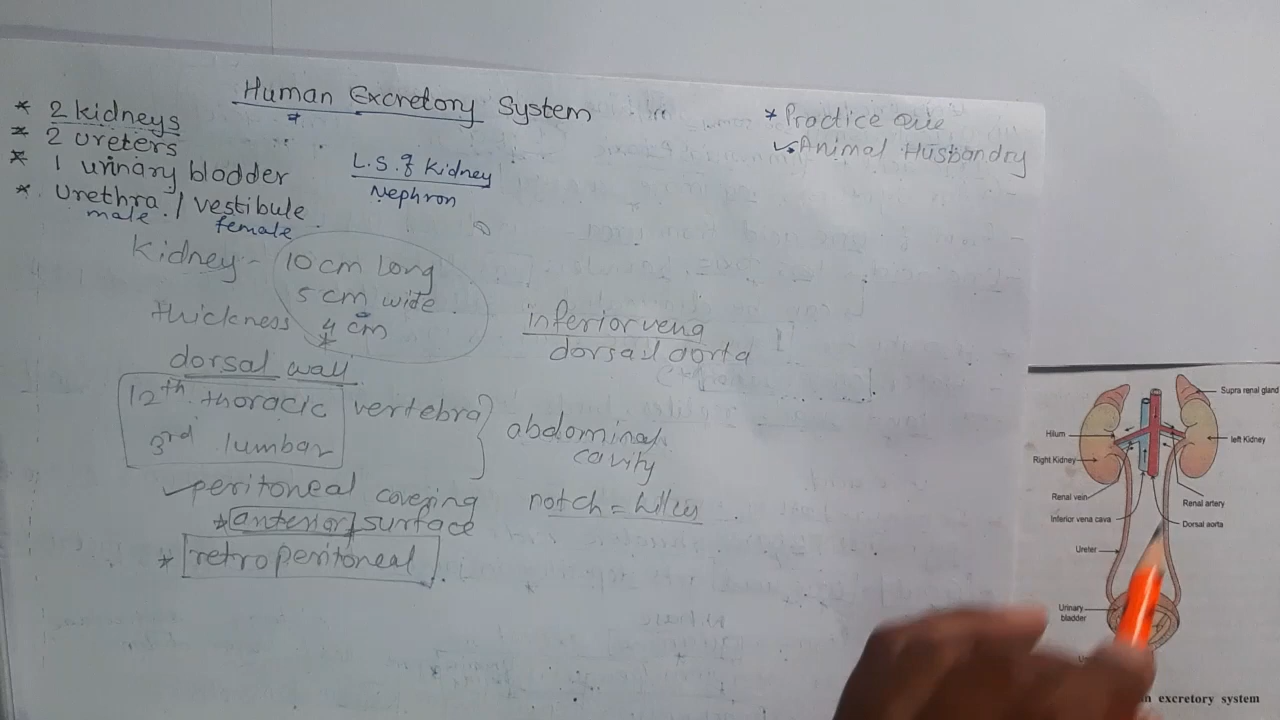 Human Excretory System
* 2 kidneys
* 2 ureters
* 1 urinary bladder
* Urethra / vestibule
male female
L.S. of Kidney
Nephron
* Practice Que
Animal Husbandry
Kidney - 10 cm long
5 cm wide
thickness 4 cm
*
inferior vena
dorsal aorta
dorsal wall
12th thoracic vertebra
3rd lumbar
abdominal
cavity
peritoneal covering
* anterior surface
* retroperitoneal
notch = hilus
Supra renal gland
Hilum
left Kidney
Right Kidney
Renal vein
Renal artery
Inferior vena cava
Dorsal aorta
Ureter
Urinary
bladder
excretory system